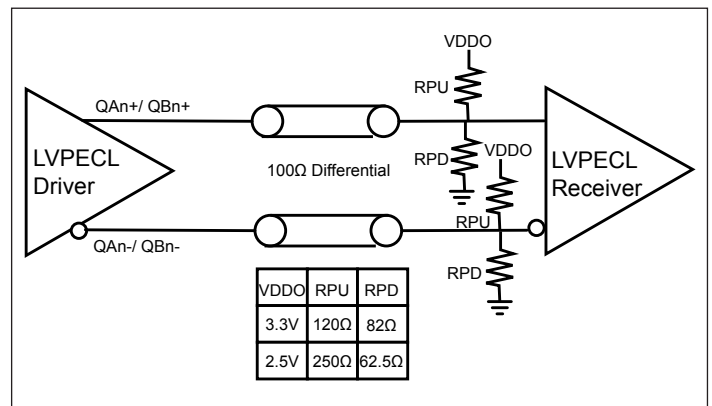 VDDO
RPU
QAn+/ QBn+
LVPECL
Driver
100Ω Differential
RPD
VDDO
LVPECL
Receiver
RPU
QAn-/ QBn-
RPD
VDDO RPU RPD
3.3V 120Ω 82Ω
2.5V 250Ω 62.5Ω